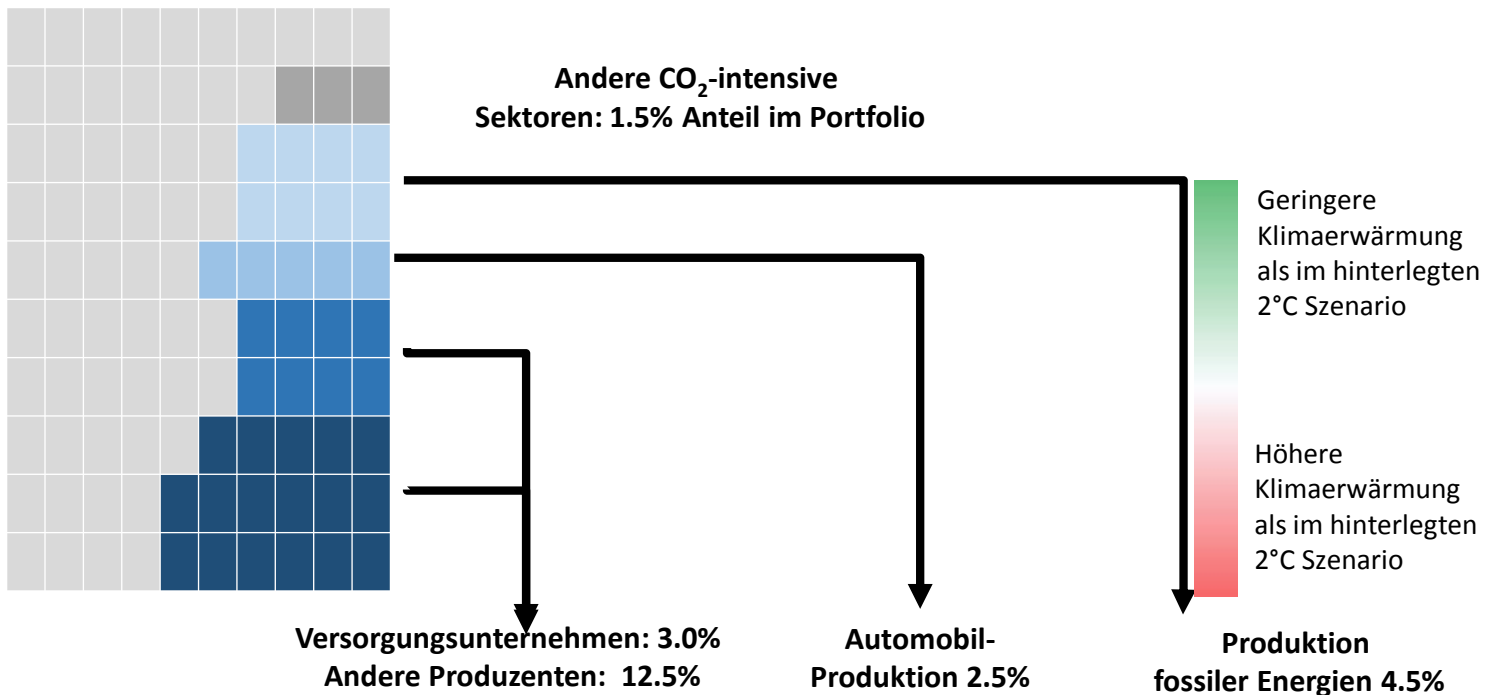 Andere CO₂-intensive
Sektoren: 1.5% Anteil im Portfolio
Geringere
Klimaerwärmung
als im hinterlegten
2°C Szenario
Höhere
Klimaerwärmung
als im hinterlegten
2°C Szenario
Versorgungsunternehmen: 3.0%
Andere Produzenten: 12.5%
Automobil-
Produktion 2.5%
Produktion
fossiler Energien 4.5%